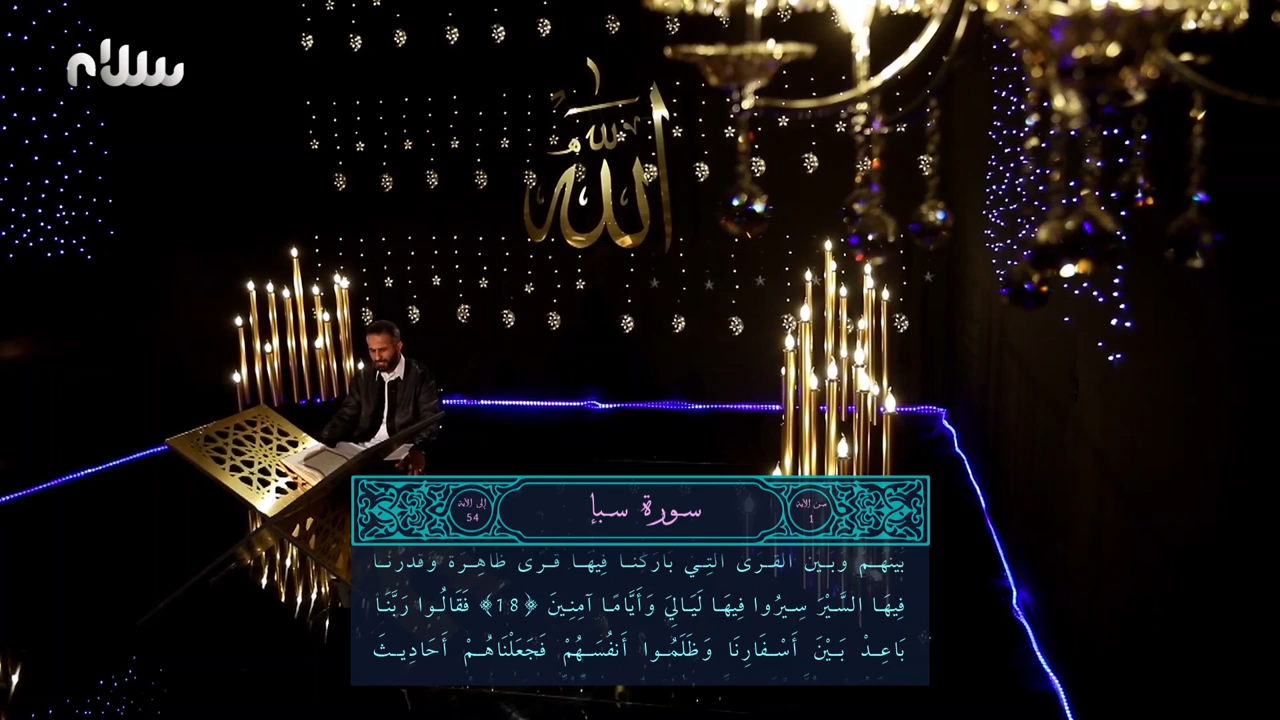 سلام
الله
سورة سبإ
من الآية
1
إلى الآية
54
بينهم وبين القرى التي باركنا فيها قرى ظاهرة وقدرنا
فِيهَا السَّيْرَ سِيرُوا فِيهَا لَيَالِيَ وَأَيَّامًا آمِنِينَ ﴿18﴾ فَقَالُوا رَبَّنَا
بَاعِدْ بَيْنَ أَسْفَارِنَا وَظَلَمُوا أَنفُسَهُمْ فَجَعَلْنَاهُمْ أَحَادِيثَ